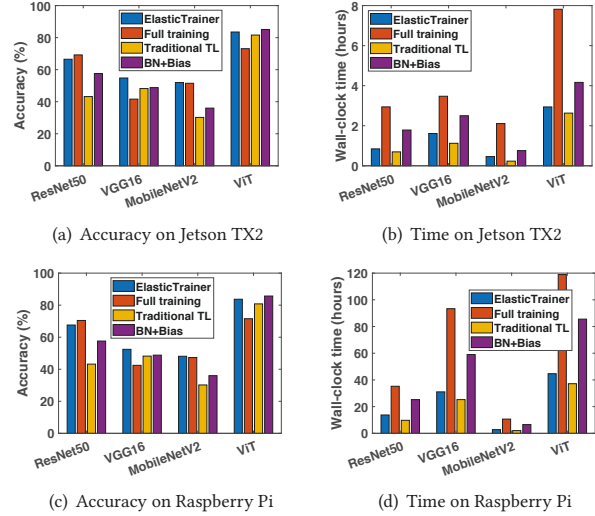 100
80
60
40
20
0
Accuracy (%)
ElasticTrainer
Full training
Traditional TL
BN+Bias
ResNet50
VGG16
MobileNetV2
ViT
(a) Accuracy on Jetson TX2
8
6
4
2
0
Wall-clock time (hours)
ElasticTrainer
Full training
Traditional TL
BN+Bias
ResNet50
VGG16
MobileNetV2
ViT
(b) Time on Jetson TX2
100
80
60
40
20
0
Accuracy (%)
ElasticTrainer
Full training
Traditional TL
BN+Bias
ResNet50
VGG16
MobileNetV2
ViT
(c) Accuracy on Raspberry Pi
120
100
80
60
40
20
0
Wall-clock time (hours)
ElasticTrainer
Full training
Traditional TL
BN+Bias
ResNet50
VGG16
MobileNetV2
ViT
(d) Time on Raspberry Pi